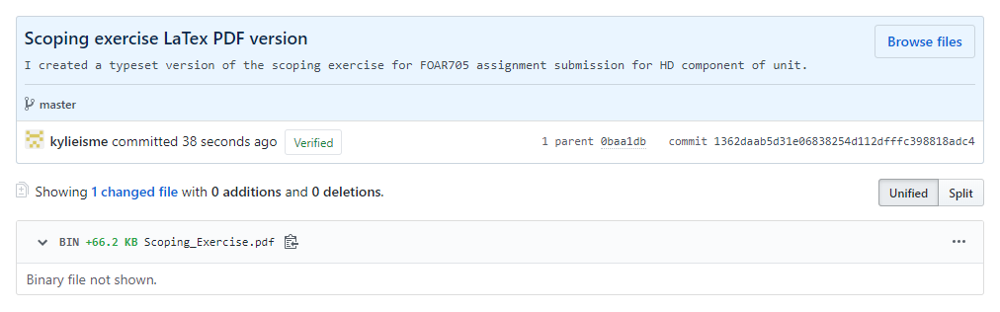 Scoping exercise LaTex PDF version
Browse files
I created a typeset version of the scoping exercise for FOAR705 assignment submission for HD component of unit.
master
kylieisme committed 38 seconds ago Verified 1 parent 0baa1db commit 1362daab5d31e06838254d112dfffc398818adc4
Showing 1 changed file with 0 additions and 0 deletions. Unified Split
BIN +66.2 KB Scoping_Exercise.pdf
Binary file not shown.